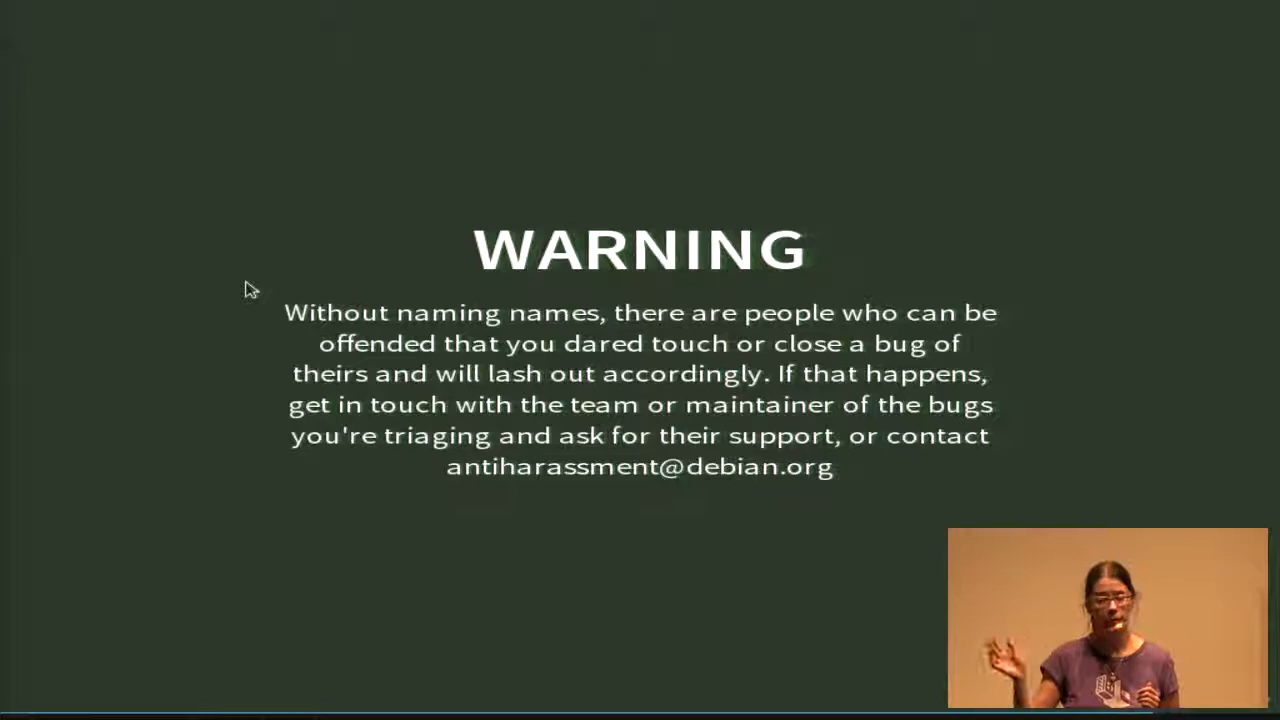 WARNING
Without naming names, there are people who can be
offended that you dared touch or close a bug of
theirs and will lash out accordingly. If that happens,
get in touch with the team or maintainer of the bugs
you're triaging and ask for their support, or contact
antiharassment@debian.org